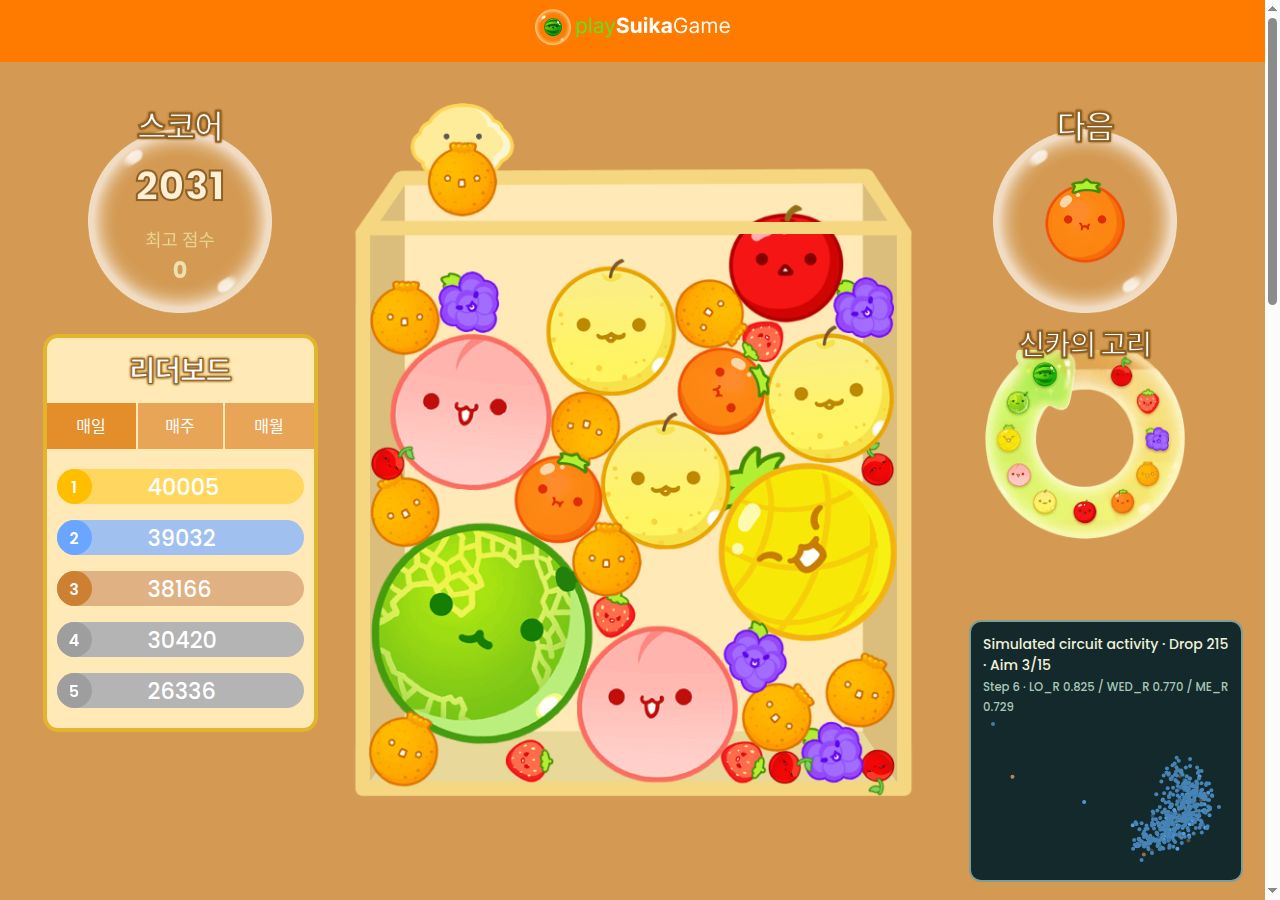 playSuikaGame
스코어
2031
최고 점수
0
다음
신카의 고리
리더보드
매일 매주 매월
1 40005
2 39032
3 38166
4 30420
5 26336
Simulated circuit activity · Drop 215
· Aim 3/15
Step 6 · LO_R 0.825 / WED_R 0.770 / ME_R
0.729